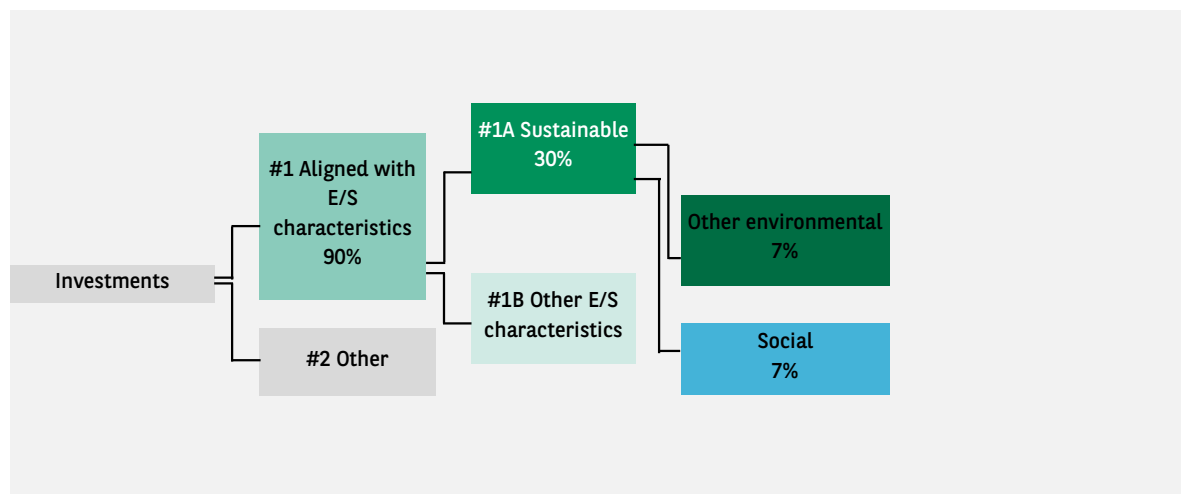 Investments
#1 Aligned with
E/S
characteristics
90%
#2 Other
#1A Sustainable
30%
#1B Other E/S
characteristics
Other environmental
7%
Social
7%